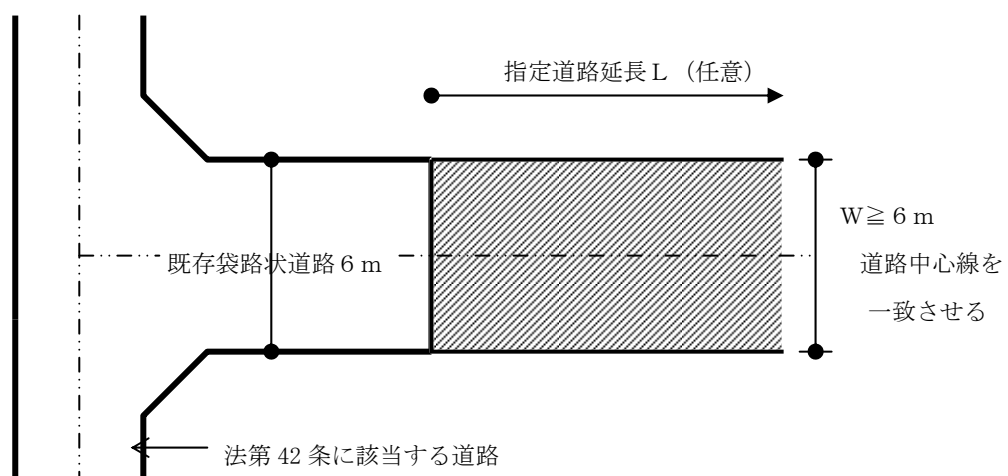 指定道路延長L (任意)
W≧6m
既存袋路状道路6m
道路中心線を
一致させる
法第42条に該当する道路